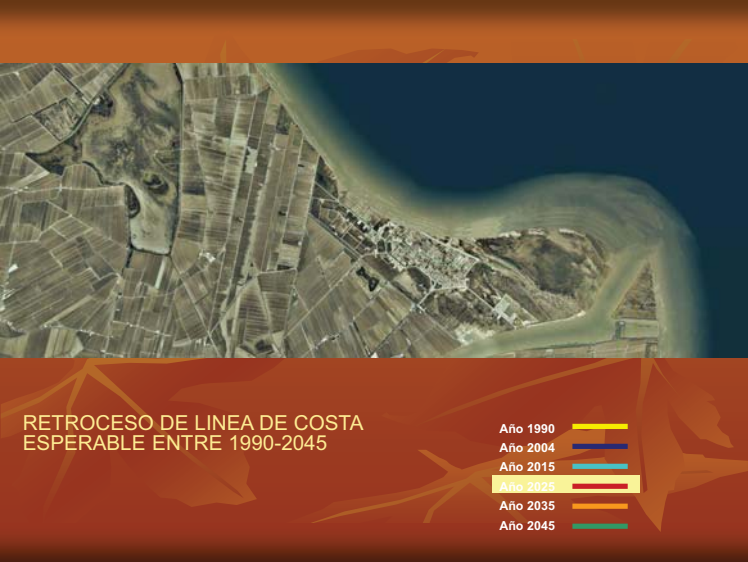 RETROCESO DE LINEA DE COSTA
ESPERABLE ENTRE 1990-2045
Año 1990
Año 2004
Año 2015
Año 2025
Año 2035
Año 2045